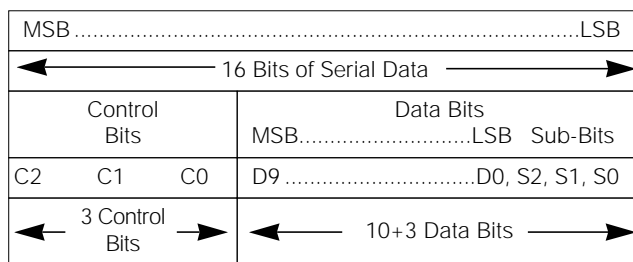 MSB ........................................................................LSB
16 Bits of Serial Data
Control
Bits
Data Bits
MSB........................LSB Sub-Bits
C2 C1 C0
D9 ...........................D0, S2, S1, S0
3 Control
Bits
10+3 Data Bits